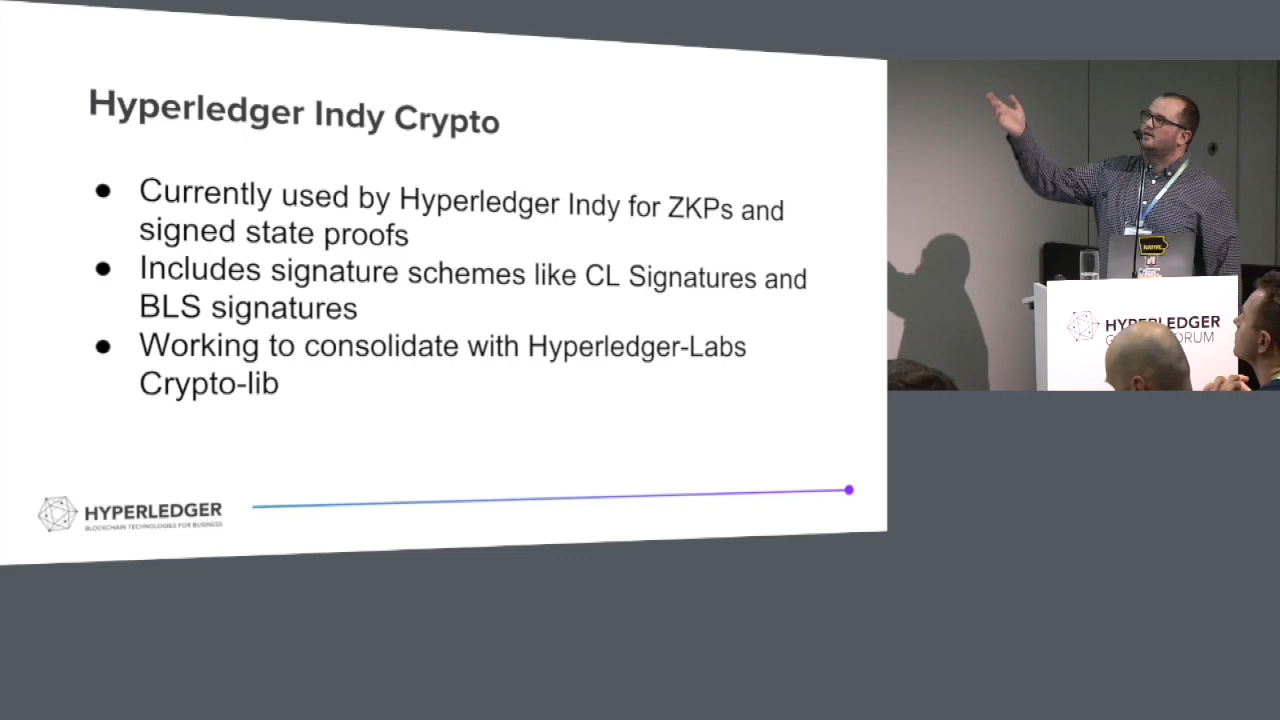 Hyperledger Indy Crypto
● Currently used by Hyperledger Indy for ZKPs and
signed state proofs
● Includes signature schemes like CL Signatures and
BLS signatures
● Working to consolidate with Hyperledger-Labs
Crypto-lib
HYPERLEDGER
BLOCKCHAIN TECHNOLOGIES FOR BUSINESS
NATIVE
HYPERLEDGER